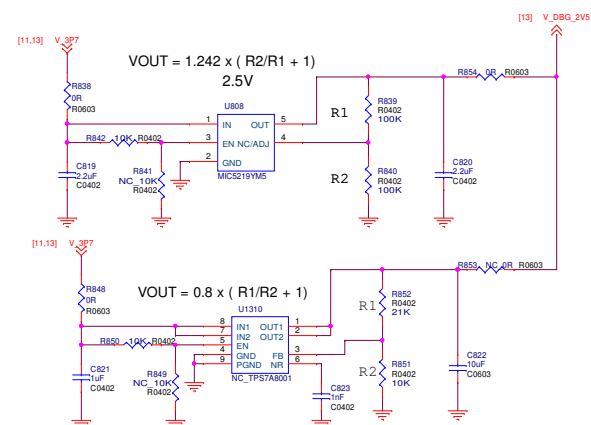 [13] V_DBG_2V5
[11,13] V_3P7
VOUT = 1.242 x ( R2/R1 + 1)
2.5V
R838
0R
R0603
R854 0R R0603
U808
1 IN OUT 5
3 EN NC/ADJ 4
2 GND
MIC5219YM5
R842 10K R0402
R841
NC_10K
R0402
C819
2.2uF
C0402
R1
R839
R0402
100K
R2
R840
R0402
100K
C820
2.2uF
C0402
[11,13] V_3P7
R853 NC_0R R0603
R848
0R
R0603
VOUT = 0.8 x ( R1/R2 + 1)
U1310
8 IN1 OUT1 1
7 IN2 OUT2 2
5 EN
4 GND FB 3
9 PGND NR 6
NC_TPS7A8001
R850 10K R0402
R849
NC_10K
R0402
C821
1uF
C0402
R1
R852
R0402
21K
R2
R851
R0402
10K
C823
1nF
C0402
C822
10uF
C0603